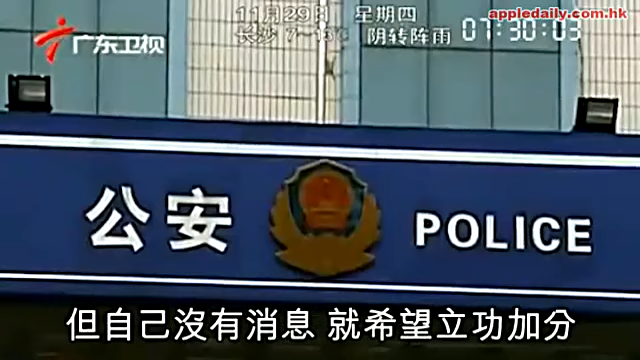 appledaily.com.hk
11月29日 星期四
广东卫视
长沙 7~13℃ 阴转阵雨 07:30:03
公安 POLICE
但自己沒有消息 就希望立功加分